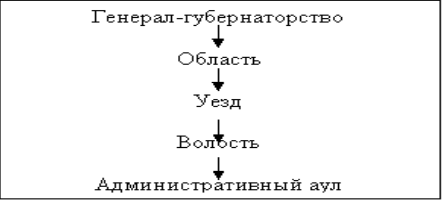 Генерал-губернаторство
Область
Уезд
Волость
Административный аул